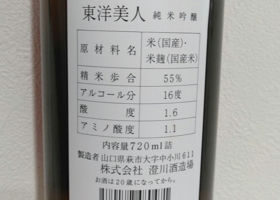 東洋美人 純米吟醸
原材料名 米(国産)・
米麹(国産米)
精米歩合 55%
アルコール分 16度
酸度 1.6
アミノ酸度 1.1
内容量720ml詰
製造者 山口県萩市大字中小川611
株式会社 澄川酒造場
お酒は20歳になってから。